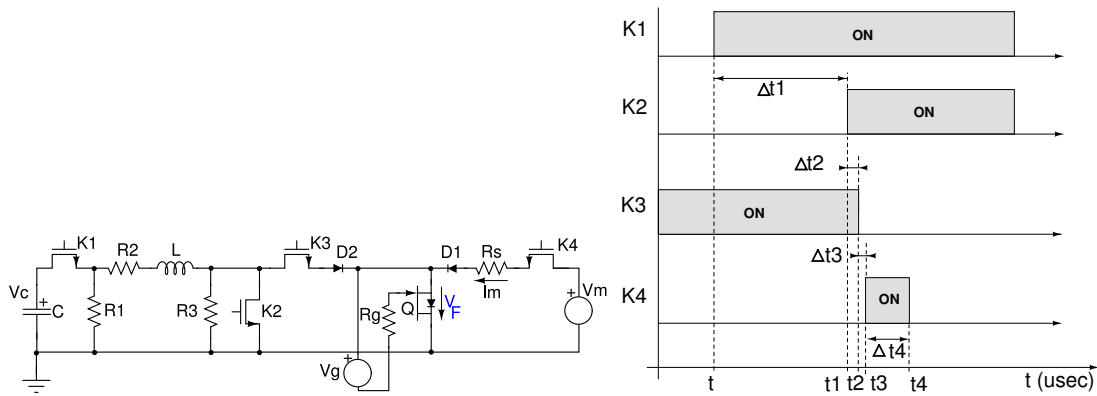 K1
ON
Δt1
K2
ON
Δt2
K3
ON
Δt3
K4
ON
Δt4
t
t1
t2
t3
t4
t (usec)
K1
R2
L
K3
D2
D1
Rs
K4
Vc
+
C
R1
R3
K2
Rg
Q
VF
Im
Vm
+
Vg
+